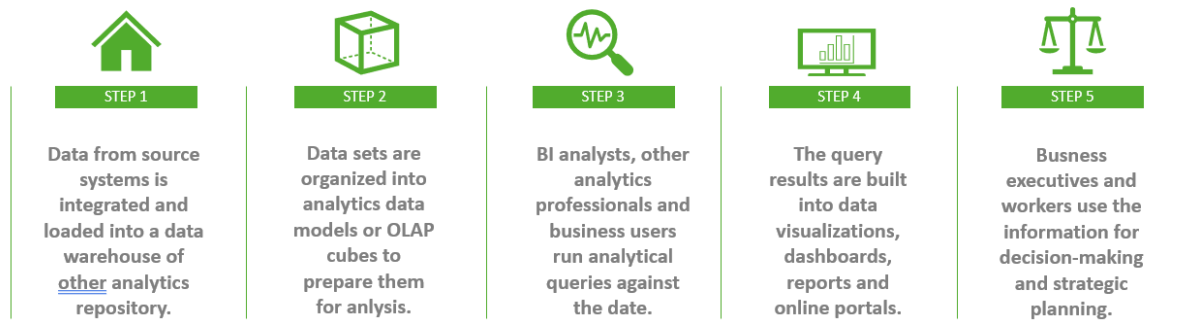 STEP 1
Data from source
systems is
integrated and
loaded into a data
warehouse of
other analytics
repository.
STEP 2
Data sets are
organized into
analytics data
models or OLAP
cubes to
prepare them
for anlysis.
STEP 3
BI analysts, other
analytics
professionals and
business users
run analytical
queries against
the date.
STEP 4
The query
results are built
into data
visualizations,
dashboards,
reports and
online portals.
STEP 5
Busness
executives and
workers use the
information for
decision-making
and strategic
planning.